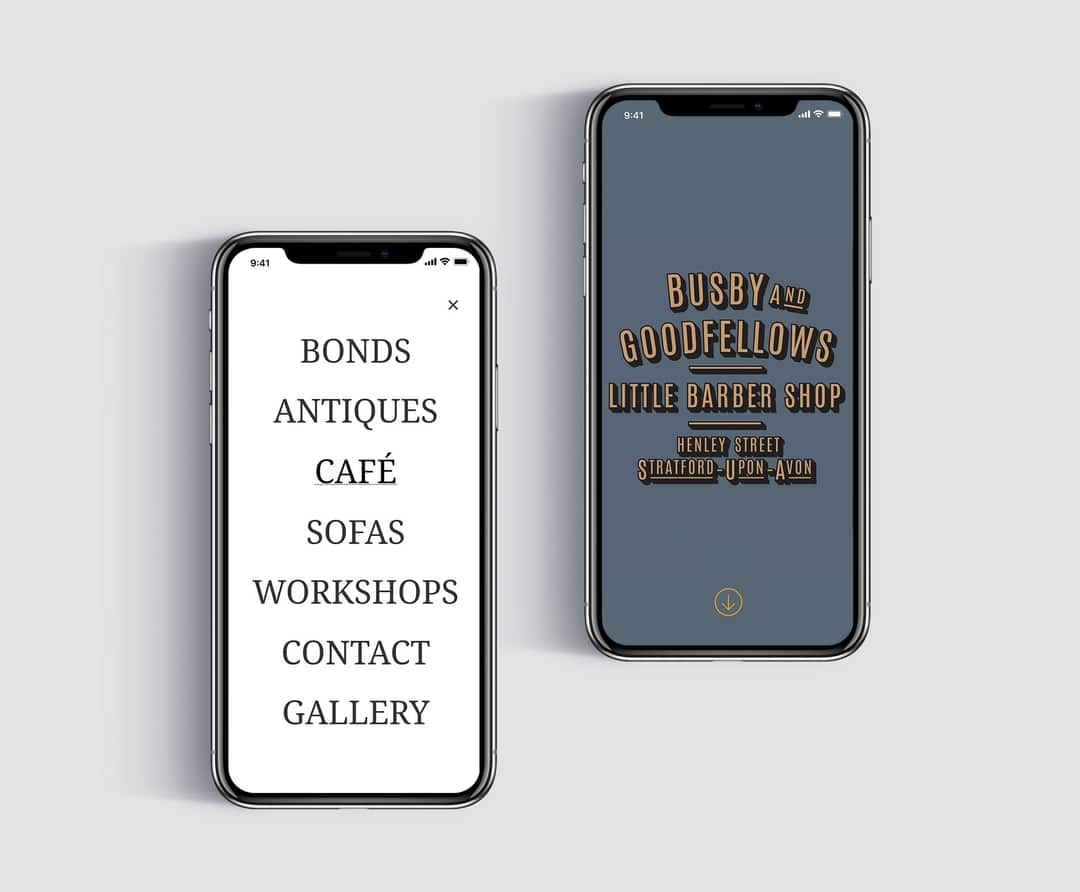 9:41
BONDS
ANTIQUES
CAFÉ
SOFAS
WORKSHOPS
CONTACT
GALLERY
9:41
BUSBY AND
GOODFELLOWS
LITTLE BARBER SHOP
HENLEY STREET
STRATFORD-UPON-AVON